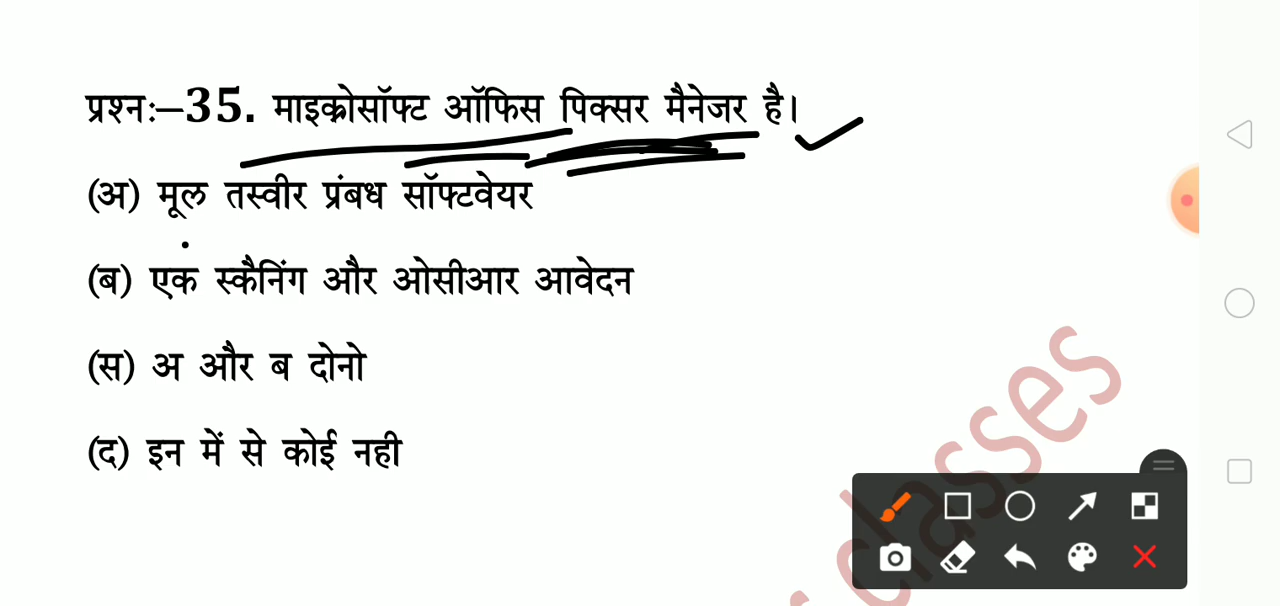 प्रश्नः–35. माइक्रोसॉफ्ट ऑफिस पिक्सर मैनेजर है।
(अ) मूल तस्वीर प्रंबध सॉफ्टवेयर
(ब) एक स्कैनिंग और ओसीआर आवेदन
(स) अ और ब दोनो
(द) इन में से कोई नही
classes